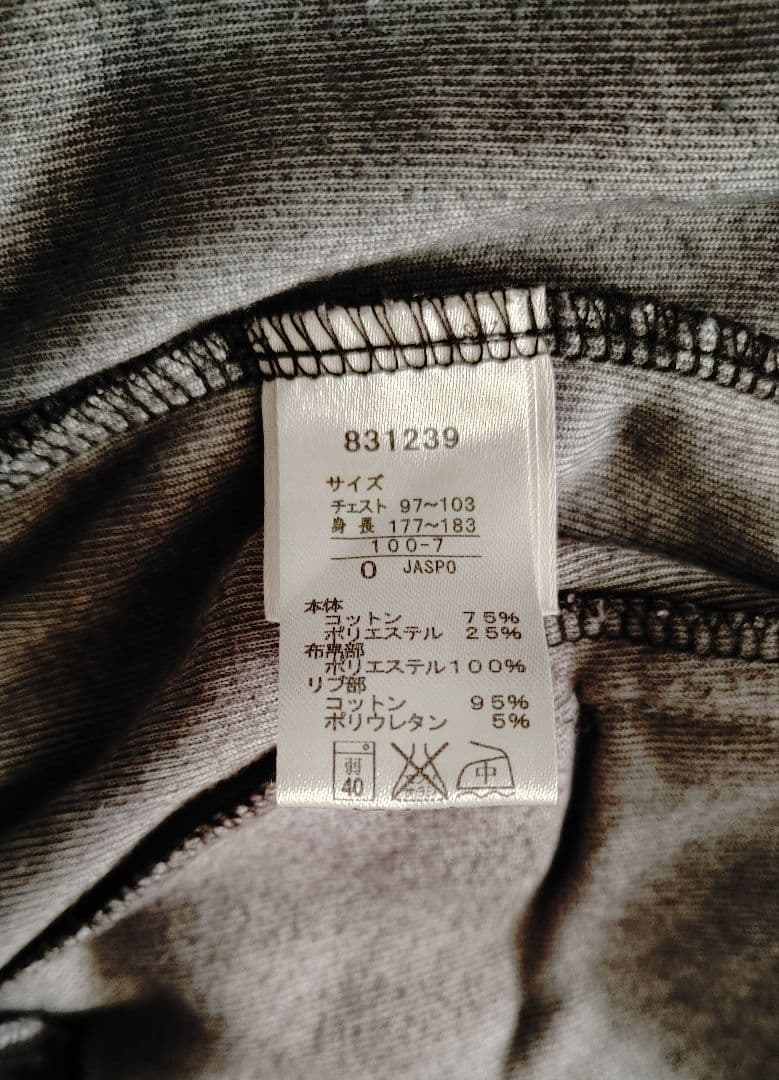 831239
サイズ
チェスト 97~103
身長 177~183
100-7
O JASPO
本体
コットン 75%
ポリエステル 25%
布帛部
ポリエステル100%
リブ部
コットン 95%
ポリウレタン 5%
弱 中
40